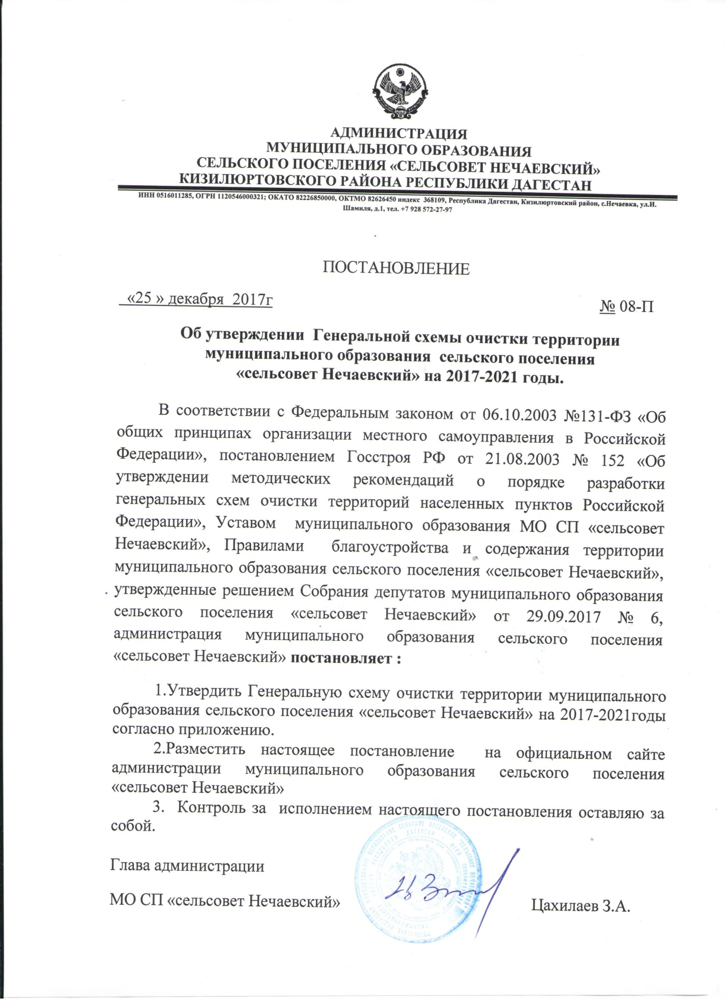 АДМИНИСТРАЦИЯ
МУНИЦИПАЛЬНОГО ОБРАЗОВАНИЯ
СЕЛЬСКОГО ПОСЕЛЕНИЯ «СЕЛЬСОВЕТ НЕЧАЕВСКИЙ»
КИЗИЛЮРТОВСКОГО РАЙОНА РЕСПУБЛИКИ ДАГЕСТАН
ИНН 0516011285, ОГРН 1120546000321; ОКАТО 82226850000, ОКТМО 82626450 индекс 368109, Республика Дагестан, Кизилюртовский район, с.Нечаевка, ул.И.
Шамиля, д.1, тел. +7 928 572-27-97
ПОСТАНОВЛЕНИЕ
«25 » декабря 2017г
№ 08-П
Об утверждении Генеральной схемы очистки территории
муниципального образования сельского поселения
«сельсовет Нечаевский» на 2017-2021 годы.
В соответствии с Федеральным законом от 06.10.2003 №131-ФЗ «Об
общих принципах организации местного самоуправления в Российской
Федерации», постановлением Госстроя РФ от 21.08.2003 № 152 «Об
утверждении методических рекомендаций о порядке разработки
генеральных схем очистки территорий населенных пунктов Российской
Федерации», Уставом муниципального образования МО СП «сельсовет
Нечаевский», Правилами благоустройства и содержания территории
муниципального образования сельского поселения «сельсовет Нечаевский»,
утвержденные решением Собрания депутатов муниципального образования
сельского поселения «сельсовет Нечаевский» от 29.09.2017 № 6,
администрация муниципального образования сельского поселения
«сельсовет Нечаевский» постановляет :
1.Утвердить Генеральную схему очистки территории муниципального
образования сельского поселения «сельсовет Нечаевский» на 2017-2021годы
согласно приложению.
2.Разместить настоящее постановление на официальном сайте
администрации муниципального образования сельского поселения
«сельсовет Нечаевский»
3. Контроль за исполнением настоящего постановления оставляю за
собой.
Глава администрации
МО СП «сельсовет Нечаевский»
Цахилаев З.А.